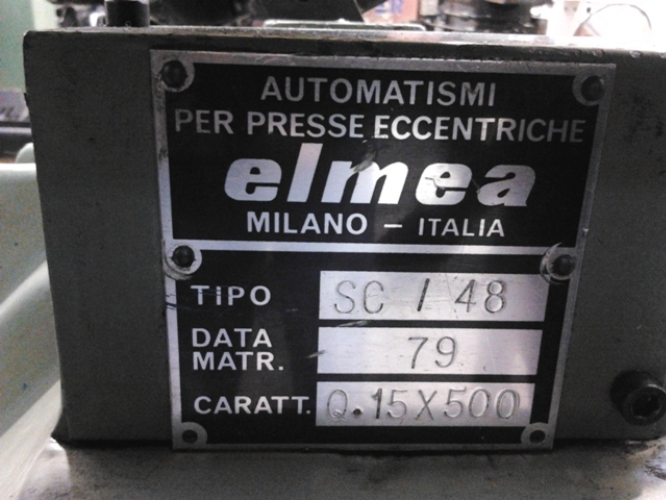 AUTOMATISMI
PER PRESSE ECCENTRICHE
elmea
MILANO - ITALIA
TIPO SC / 48
DATA MATR. 79
CARATT. 0.15X500